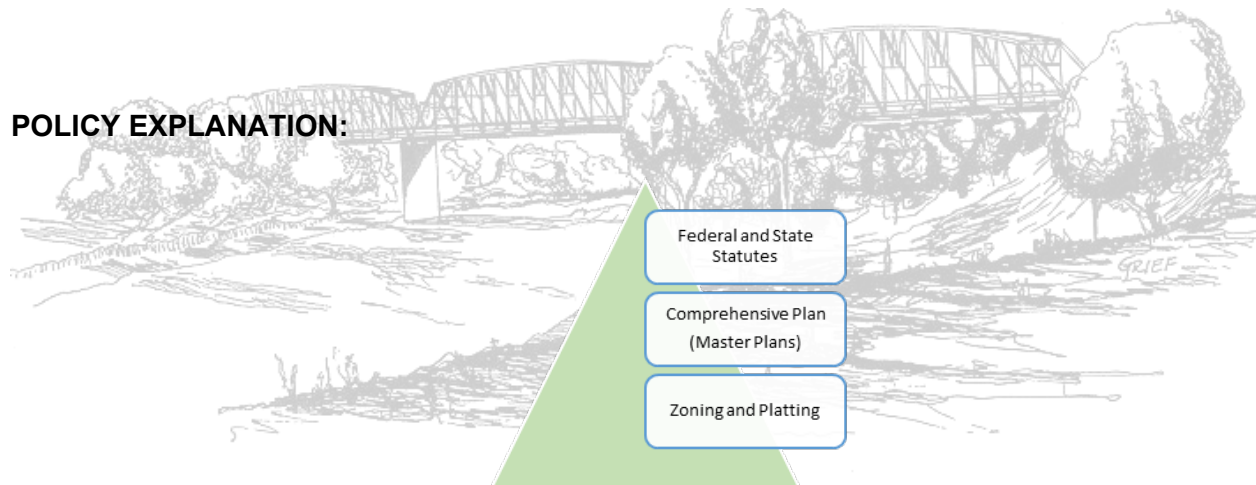 POLICY EXPLANATION:
Federal and State
Statutes
GRIEF
Comprehensive Plan
(Master Plans)
Zoning and Platting